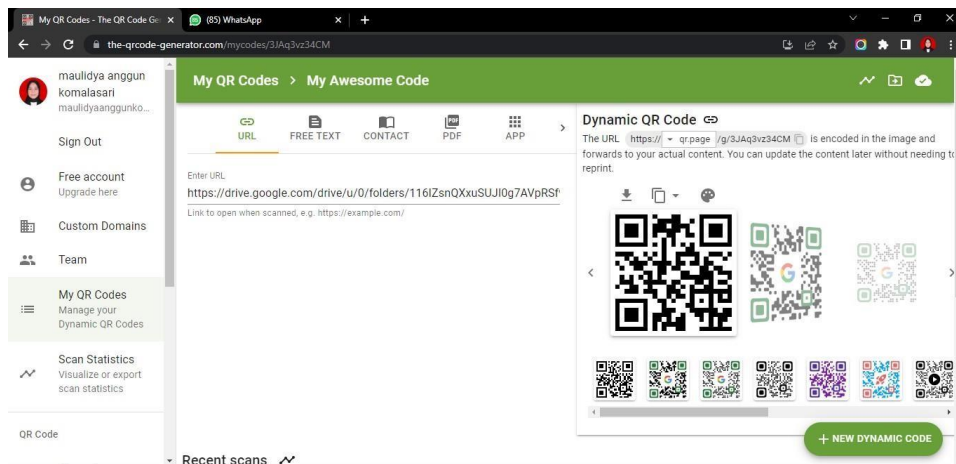 My QR Codes - The QR Code Ge
(85) WhatsApp
the-qrcode-generator.com/mycodes/3JAq3vz34CM
maulidya anggun
komalasari
maulidyaanggunko...
Sign Out
Free account
Upgrade here
Custom Domains
Team
My QR Codes
Manage your
Dynamic QR Codes
Scan Statistics
Visualize or export
scan statistics
QR Code
My QR Codes > My Awesome Code
URL
FREE TEXT
CONTACT
PDF
APP
Enter URL
https://drive.google.com/drive/u/0/folders/116IZsnQXxuSUJI0g7AVpRSf
Link to open when scanned, e.g. https://example.com/
Recent scans
Dynamic QR Code
The URL https:// qr.page /g/3JAq3vz34CM is encoded in the image and
forwards to your actual content. You can update the content later without needing to
reprint.
+ NEW DYNAMIC CODE